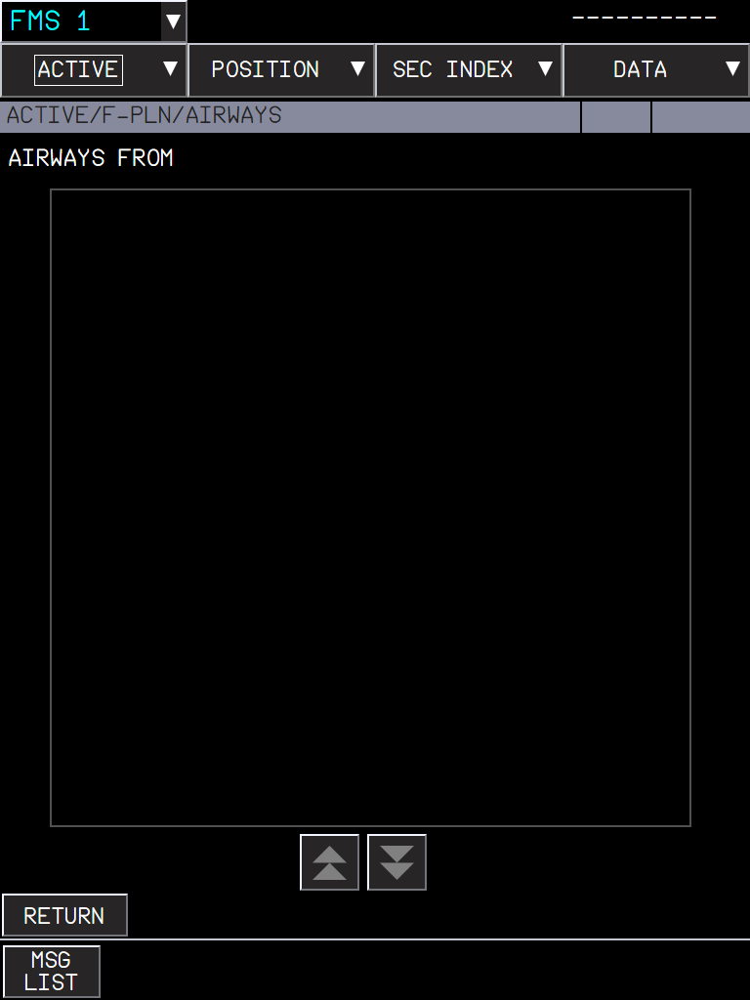 FMS 1
----------
ACTIVE POSITION SEC INDEX DATA
ACTIVE/F-PLN/AIRWAYS
AIRWAYS FROM
RETURN
MSG
LIST